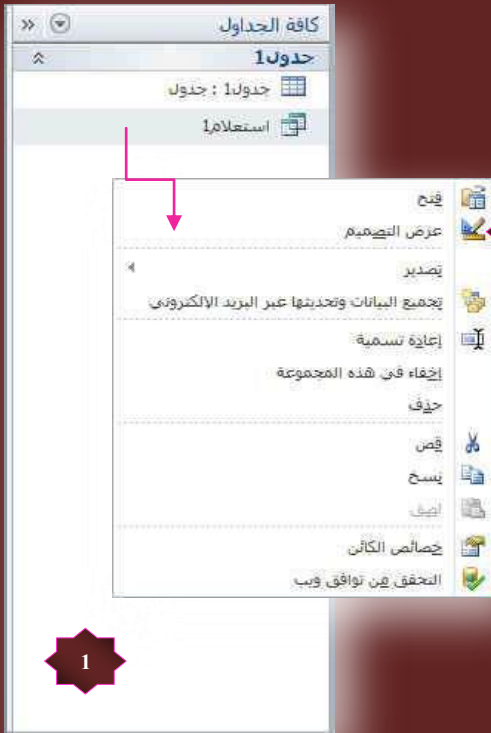 كافة الجداول
جدول1
جدول1 : جدول
استعلام1
فتح
عرض التصميم
تصدير
تجميع البيانات وتحديثها عبر البريد الإلكتروني
إعادة تسمية
إخفاء في هذه المجموعة
حذف
قص
نسخ
لصق
خصائص الكائن
التحقق من توافق ويب
1